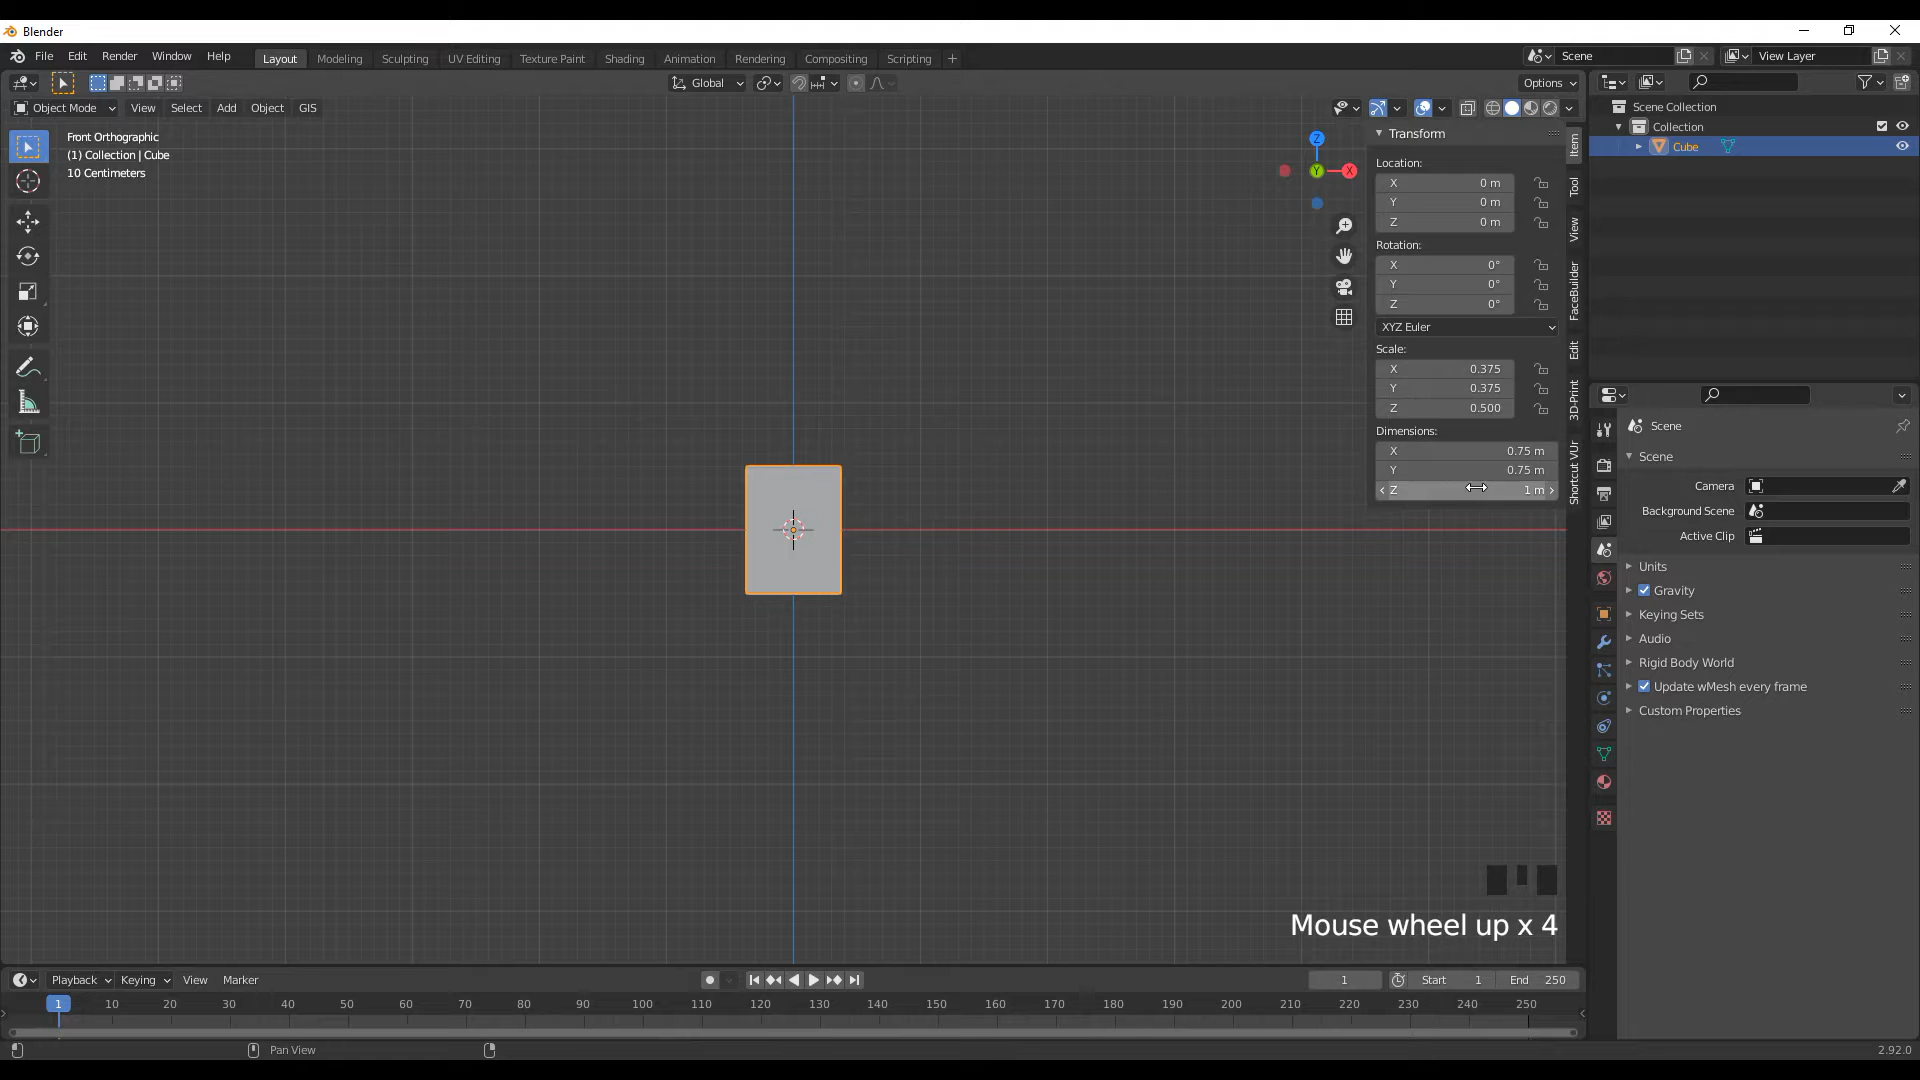 Blender
File Edit Render Window Help Layout Modeling Sculpting UV Editing Texture Paint Shading Animation Rendering Compositing Scripting + Scene View Layer
Global Options
Object Mode View Select Add Object GIS
Front Orthographic
(1) Collection | Cube
10 Centimeters
Z
Y
X
Transform
Location:
X 0 m
Y 0 m
Z 0 m
Rotation:
X 0°
Y 0°
Z 0°
XYZ Euler
Scale:
X 0.375
Y 0.375
Z 0.500
Dimensions:
X 0.75 m
Y 0.75 m
Z 1 m
Item
Tool
View
FaceBuilder
Edit
3D-Print
Shortcut VUr
Scene Collection
Collection
Cube
Scene
Scene
Camera
Background Scene
Active Clip
Units
Gravity
Keying Sets
Audio
Rigid Body World
Update wMesh every frame
Custom Properties
Mouse wheel up x 4
Playback Keying View Marker 1 Start 1 End 250
1 10 20 30 40 50 60 70 80 90 100 110 120 130 140 150 160 170 180 190 200 210 220 230 240 250
Pan View 2.92.0